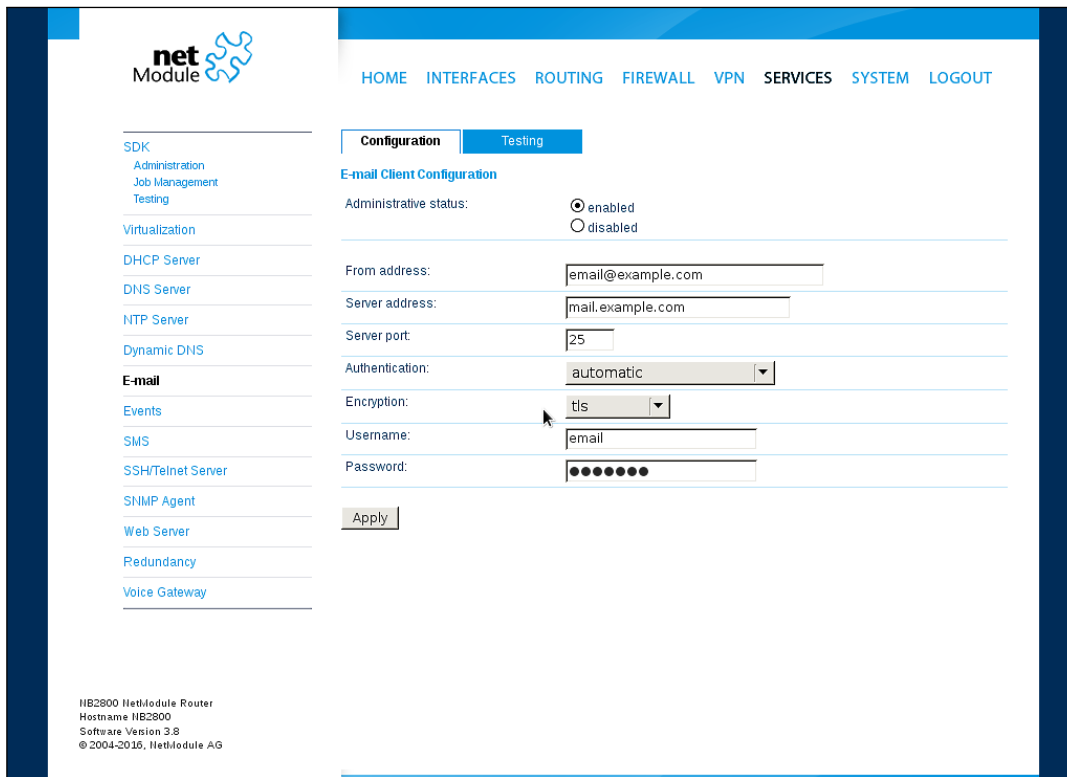 net
Module
HOME INTERFACES ROUTING FIREWALL VPN SERVICES SYSTEM LOGOUT
SDK
Administration
Job Management
Testing
Virtualization
DHCP Server
DNS Server
NTP Server
Dynamic DNS
E-mail
Events
SMS
SSH/Telnet Server
SNMP Agent
Web Server
Redundancy
Voice Gateway
Configuration Testing
E-mail Client Configuration
Administrative status: enabled
disabled
From address: email@example.com
Server address: mail.example.com
Server port: 25
Authentication: automatic
Encryption: tls
Username: email
Password: ●●●●●●●
Apply
NB2800 NetModule Router
Hostname NB2800
Software Version 3.8
© 2004-2016, NetModule AG